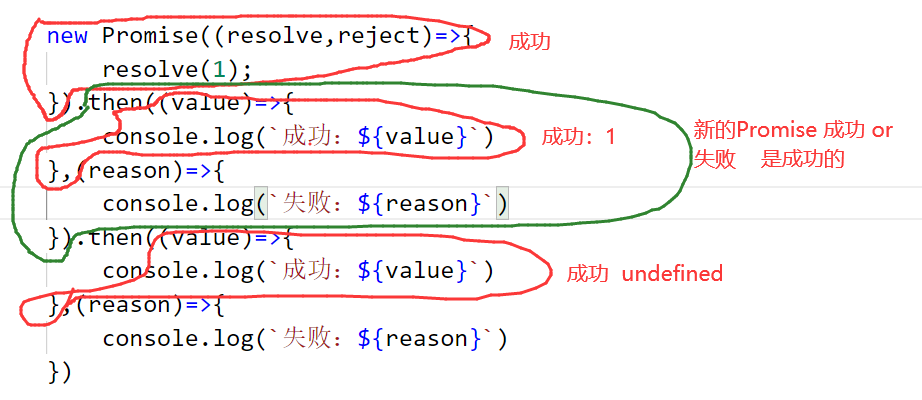 new Promise((resolve,reject)=>{
成功
resolve(1);
}).then((value)=>{
console.log(`成功: ${value}`)
成功：1
新的Promise 成功 or
失败 是成功的
},(reason)=>{
console.log(`失败: ${reason}`)
}).then((value)=>{
console.log(`成功: ${value}`)
成功 undefined
},(reason)=>{
console.log(`失败: ${reason}`)
})